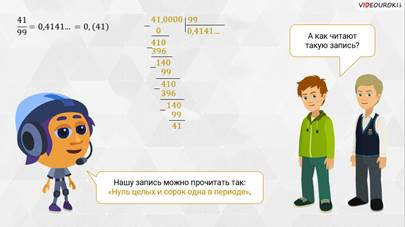 VIDEOUROKI
41/99 = 0,4141... = 0, (41)
41,0000 | 99
0 | 0,4141...
410
396
140
99
410
396
140
99
41
А как читают
такую запись?
Нашу запись можно прочитать так:
«Нуль целых и сорок одна в периоде».